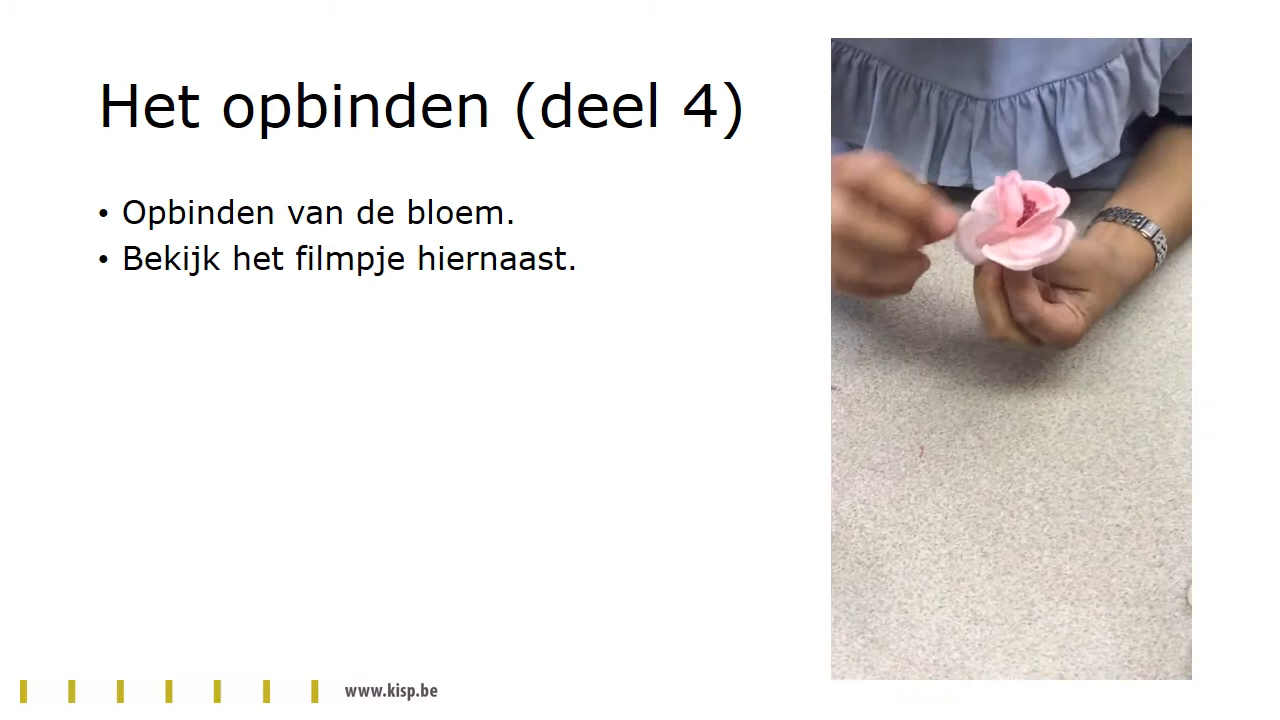 Het opbinden (deel 4)
• Opbinden van de bloem.
• Bekijk het filmpje hiernaast.
www.kisp.be